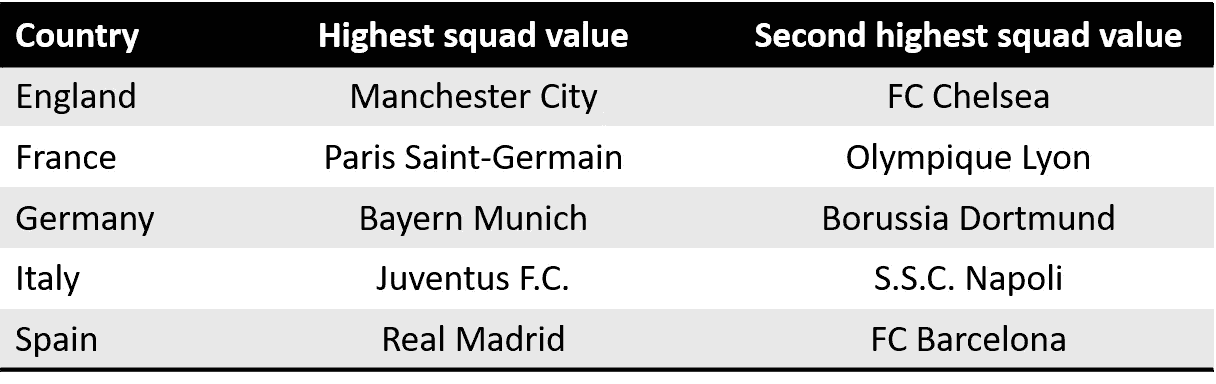 Country Highest squad value Second highest squad value
England Manchester City FC Chelsea
France Paris Saint-Germain Olympique Lyon
Germany Bayern Munich Borussia Dortmund
Italy Juventus F.C. S.S.C. Napoli
Spain Real Madrid FC Barcelona